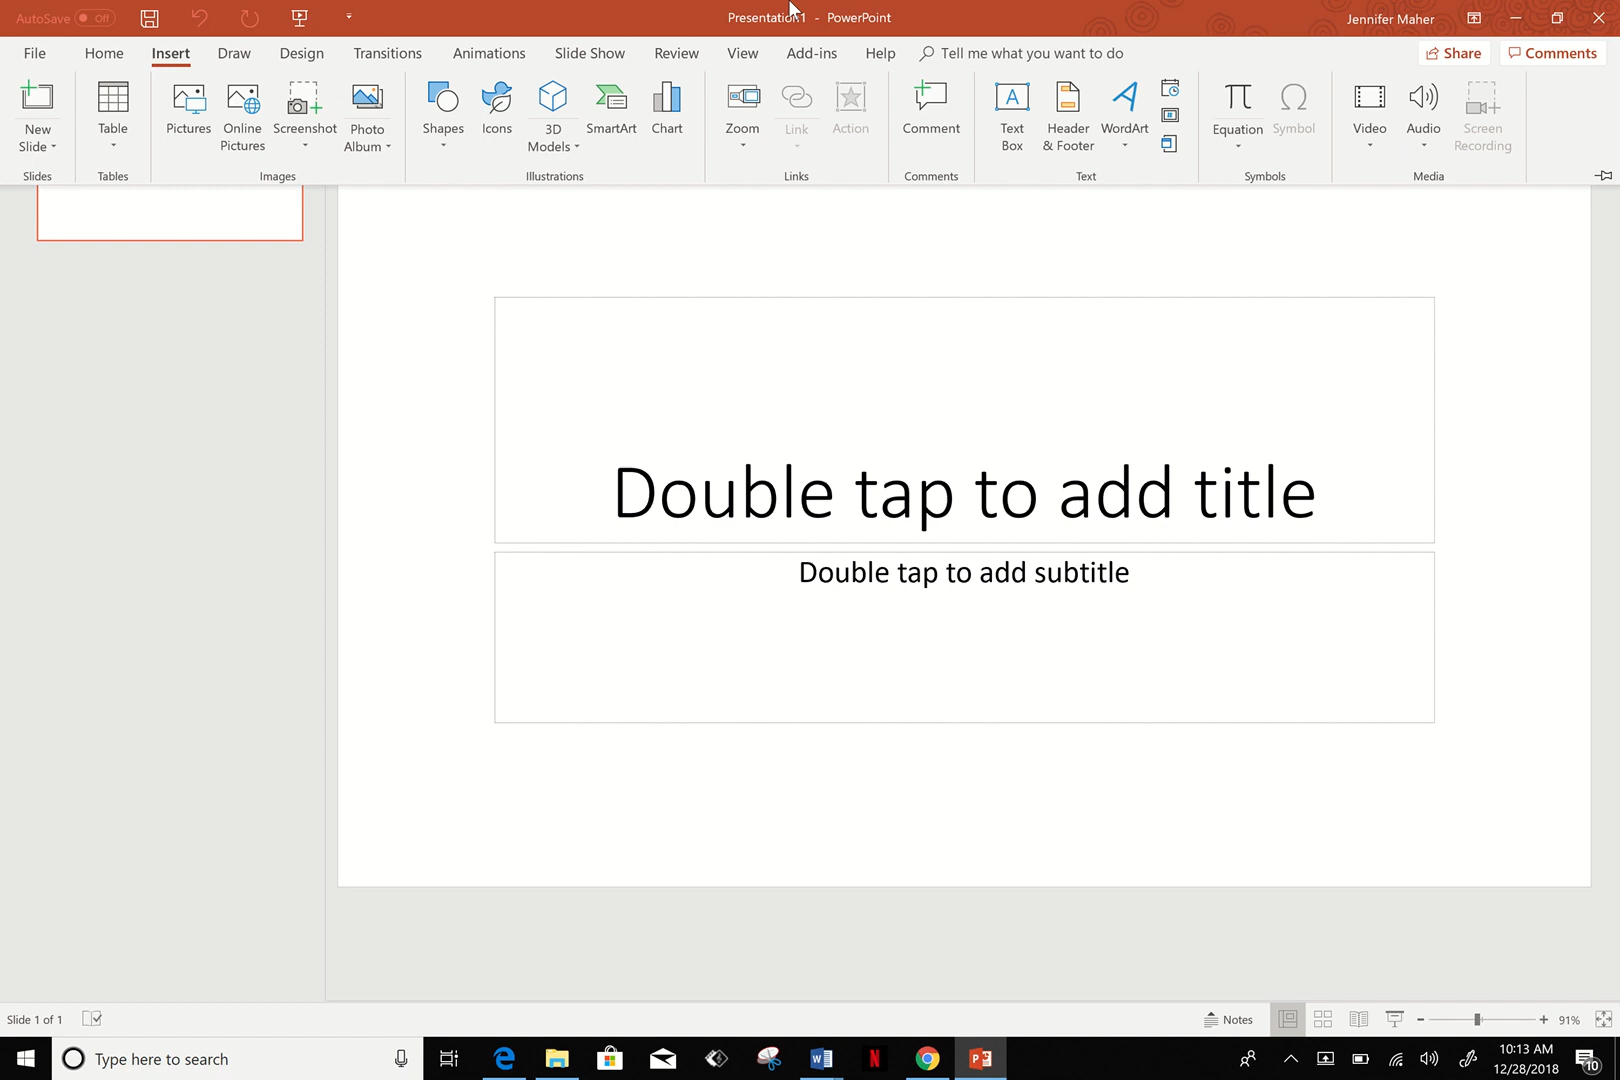 AutoSave Off
Presentation1 - PowerPoint
Jennifer Maher
File Home Insert Draw Design Transitions Animations Slide Show Review View Add-ins Help Tell me what you want to do Share Comments
New Slide
Table
Pictures
Online Pictures
Screenshot
Photo Album
Shapes
Icons
3D Models
SmartArt
Chart
Zoom
Link
Action
Comment
Text Box
Header & Footer
WordArt
Equation
Symbol
Video
Audio
Screen Recording
Slides Tables Images Illustrations Links Comments Text Symbols Media
Double tap to add title
Double tap to add subtitle
Slide 1 of 1
Notes
91%
Type here to search
10:13 AM
12/28/2018
10